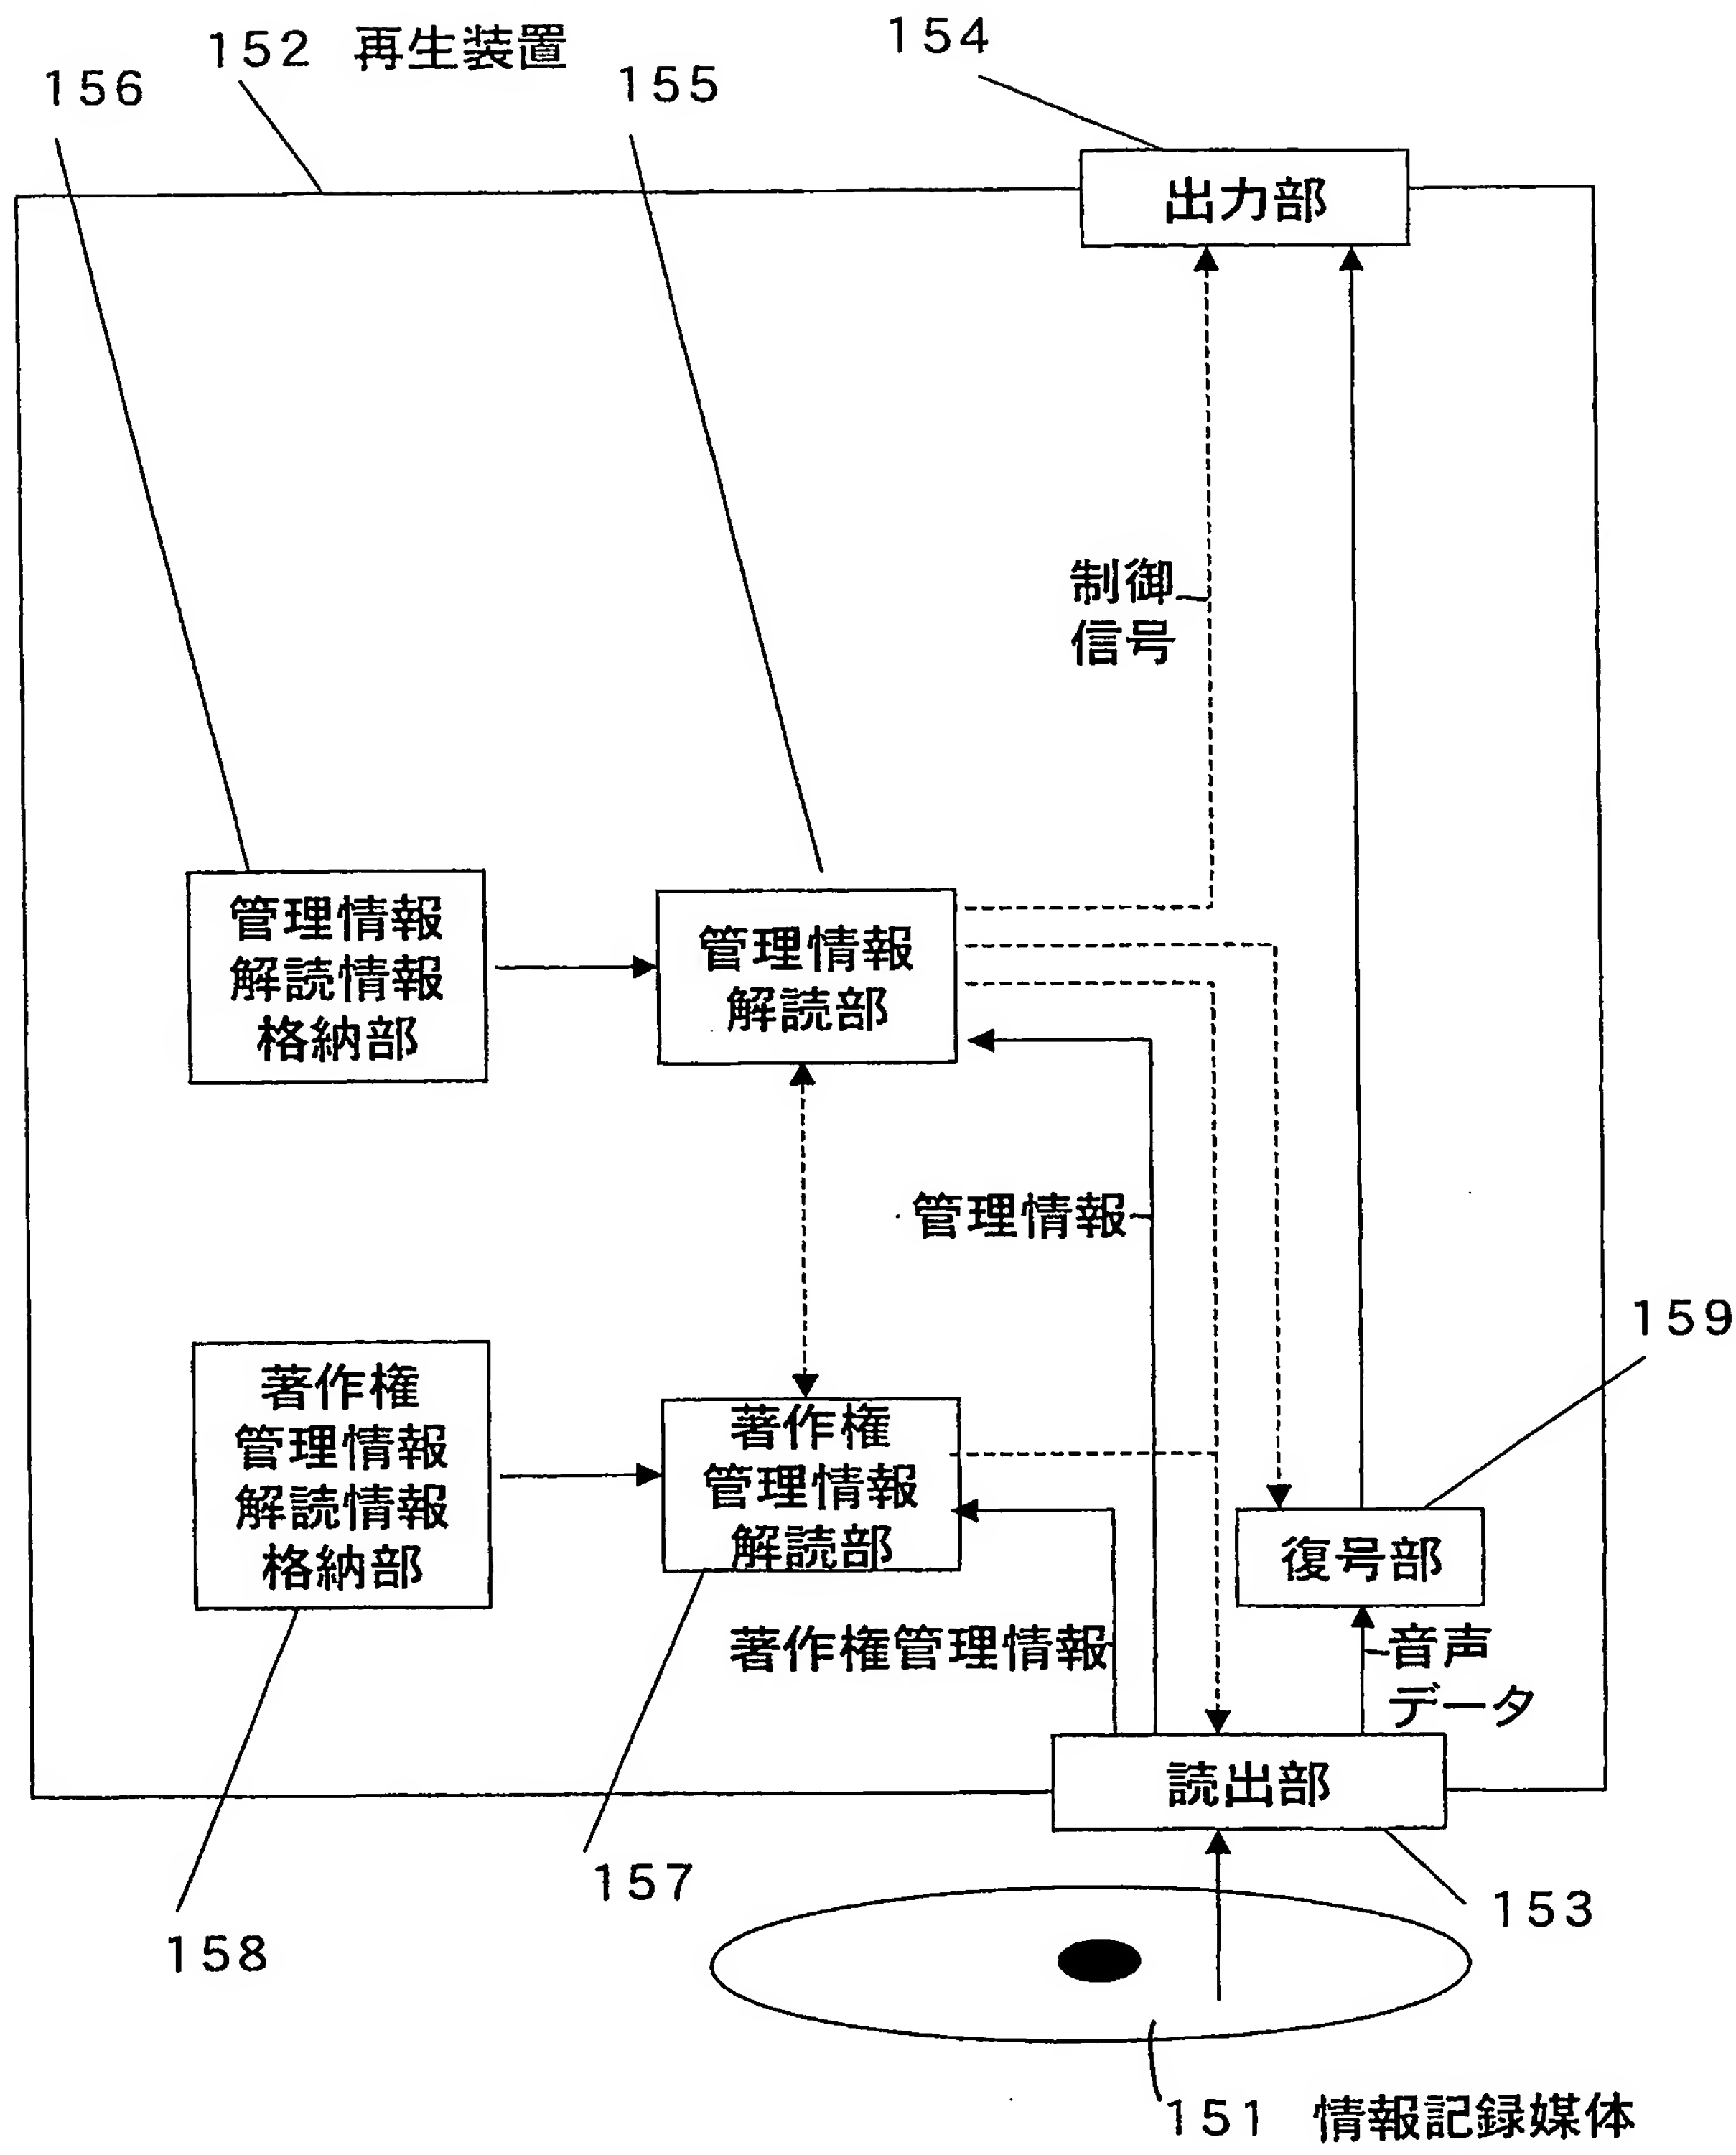 154
152 再生装置
155
156
出力部
制御
信号
管理情報
解読情報
格納部
管理情報
解読部
管理情報
159
著作権
管理情報
解読情報
格納部
著作権
管理情報
解読部
復号部
著作権管理情報
音声
データ
読出部
157
153
158
151 情報記録媒体